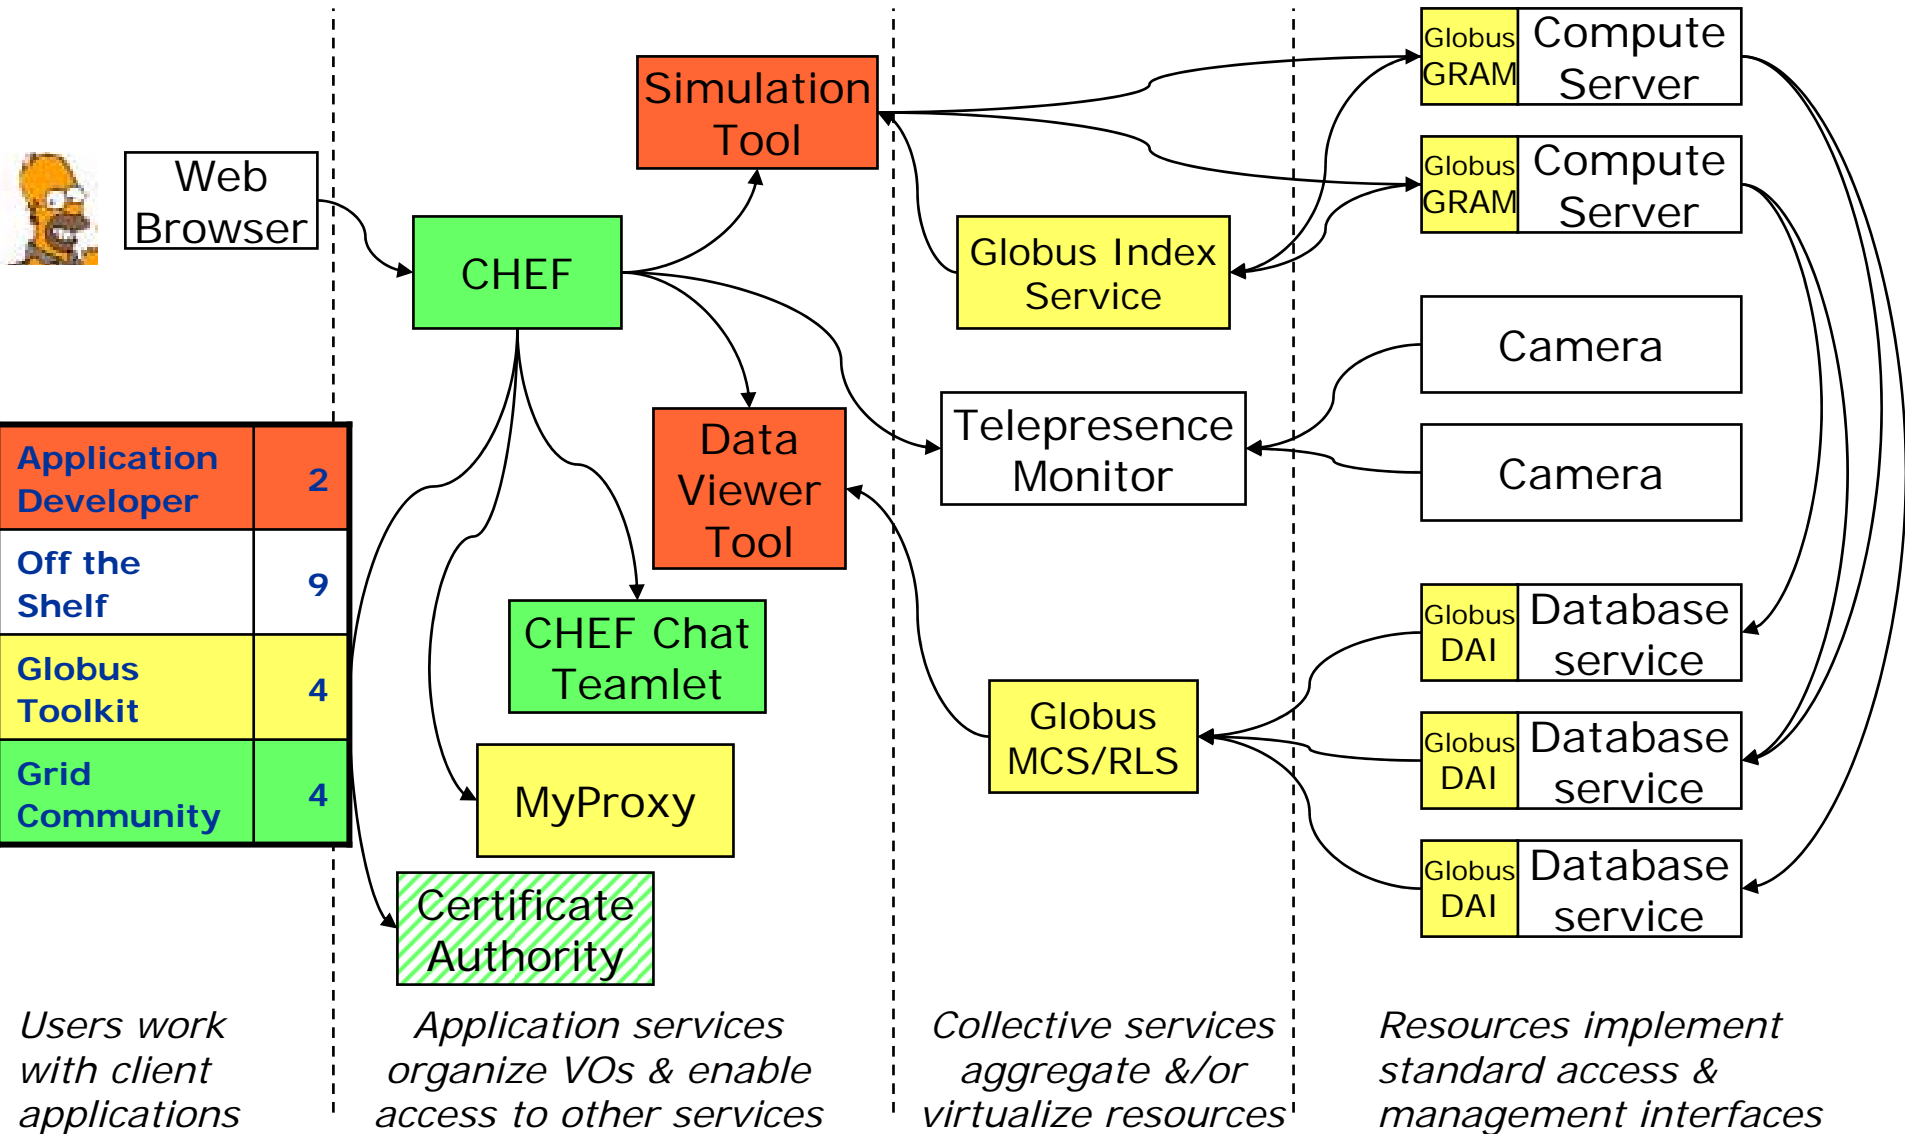 Web
Browser
Application
Developer
2
Off the
Shelf
9
Globus
Toolkit
4
Grid
Community
4
Users work
with client
applications
Simulation
Tool
CHEF
Data
Viewer
Tool
CHEF Chat
Teamlet
MyProxy
Certificate
Authority
Application services
organize VOs & enable
access to other services
Globus Index
Service
Telepresence
Monitor
Globus
MCS/RLS
Collective services
aggregate &/or
virtualize resources
Globus
GRAM
Compute
Server
Globus
GRAM
Compute
Server
Camera
Camera
Globus
DAI
Database
service
Globus
DAI
Database
service
Globus
DAI
Database
service
Resources implement
standard access &
management interfaces